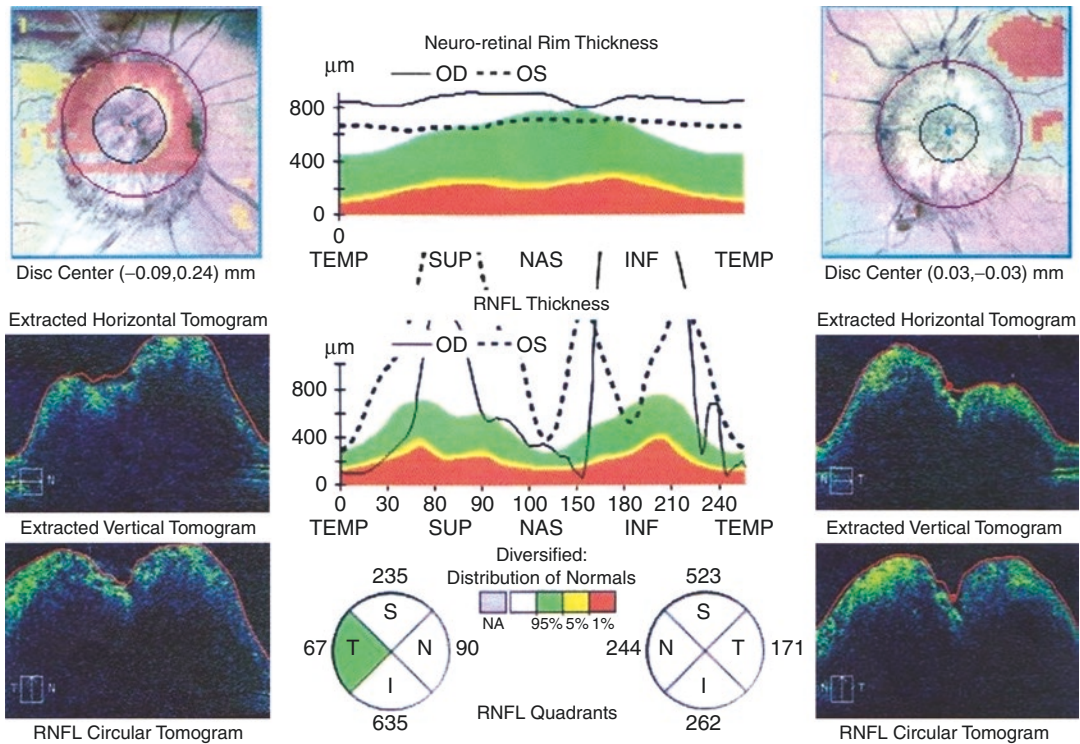 Neuro-retinal Rim Thickness
μm
OD OS
800
400
0
0
TEMP SUP NAS INF TEMP
Disc Center (−0.09,0.24) mm
Disc Center (0.03,−0.03) mm
Extracted Horizontal Tomogram
RNFL Thickness
Extracted Horizontal Tomogram
μm
OD OS
800
400
0
0 30 80 80 90 100 150 180 210 240
TEMP SUP NAS INF TEMP
N
T N
Extracted Vertical Tomogram
Extracted Vertical Tomogram
Diversified:
Distribution of Normals
NA 95% 5% 1%
235
S
67 T N 90
I
635
523
S
244 N T 171
I
262
RNFL Quadrants
T N
T N
RNFL Circular Tomogram
RNFL Circular Tomogram